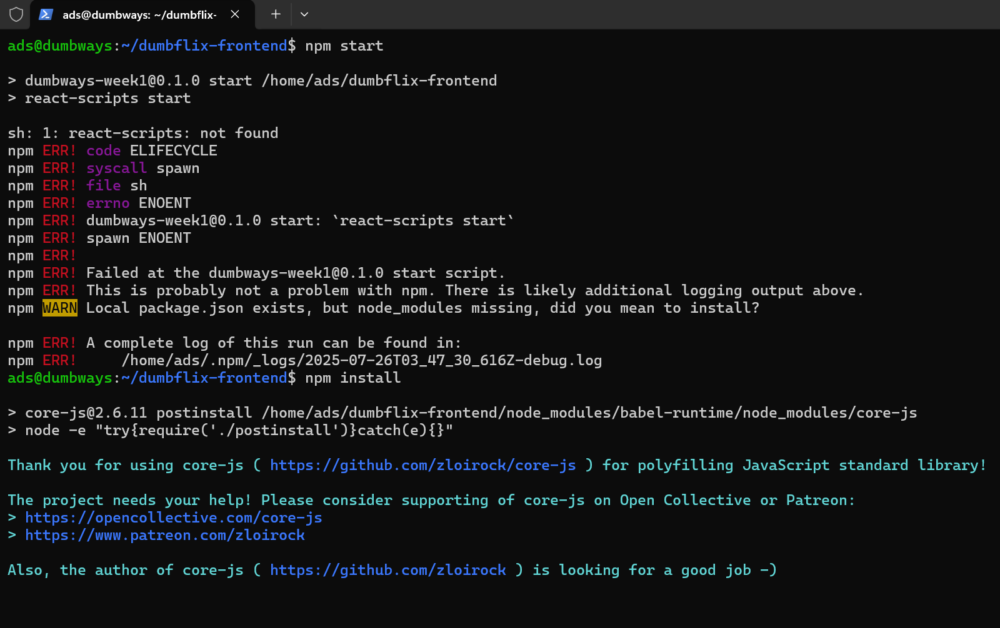 ads@dumbways: ~/dumbflix-
ads@dumbways:~/dumbflix-frontend$ npm start
> dumbways-week1@0.1.0 start /home/ads/dumbflix-frontend
> react-scripts start
sh: 1: react-scripts: not found
npm ERR! code ELIFECYCLE
npm ERR! syscall spawn
npm ERR! file sh
npm ERR! errno ENOENT
npm ERR! dumbways-week1@0.1.0 start: `react-scripts start`
npm ERR! spawn ENOENT
npm ERR!
npm ERR! Failed at the dumbways-week1@0.1.0 start script.
npm ERR! This is probably not a problem with npm. There is likely additional logging output above.
npm WARN Local package.json exists, but node_modules missing, did you mean to install?
npm ERR! A complete log of this run can be found in:
npm ERR!     /home/ads/.npm/_logs/2025-07-26T03_47_30_616Z-debug.log
ads@dumbways:~/dumbflix-frontend$ npm install
> core-js@2.6.11 postinstall /home/ads/dumbflix-frontend/node_modules/babel-runtime/node_modules/core-js
> node -e "try{require('./postinstall')}catch(e){}"
Thank you for using core-js ( https://github.com/zloirock/core-js ) for polyfilling JavaScript standard library!
The project needs your help! Please consider supporting of core-js on Open Collective or Patreon:
> https://opencollective.com/core-js
> https://www.patreon.com/zloirock
Also, the author of core-js ( https://github.com/zloirock ) is looking for a good job -)